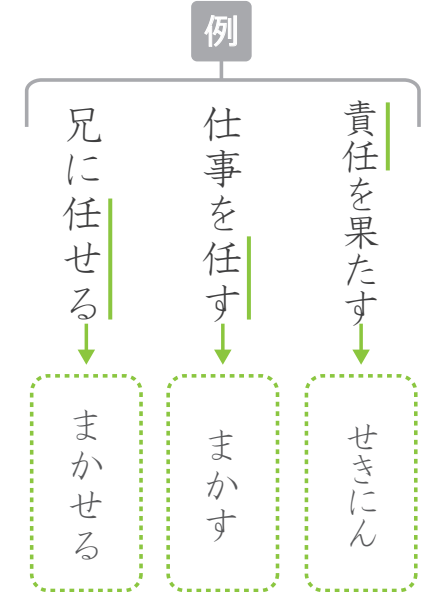 例
責任を果たす
せきにん
仕事を任す
まかす
兄に任せる
まかせる